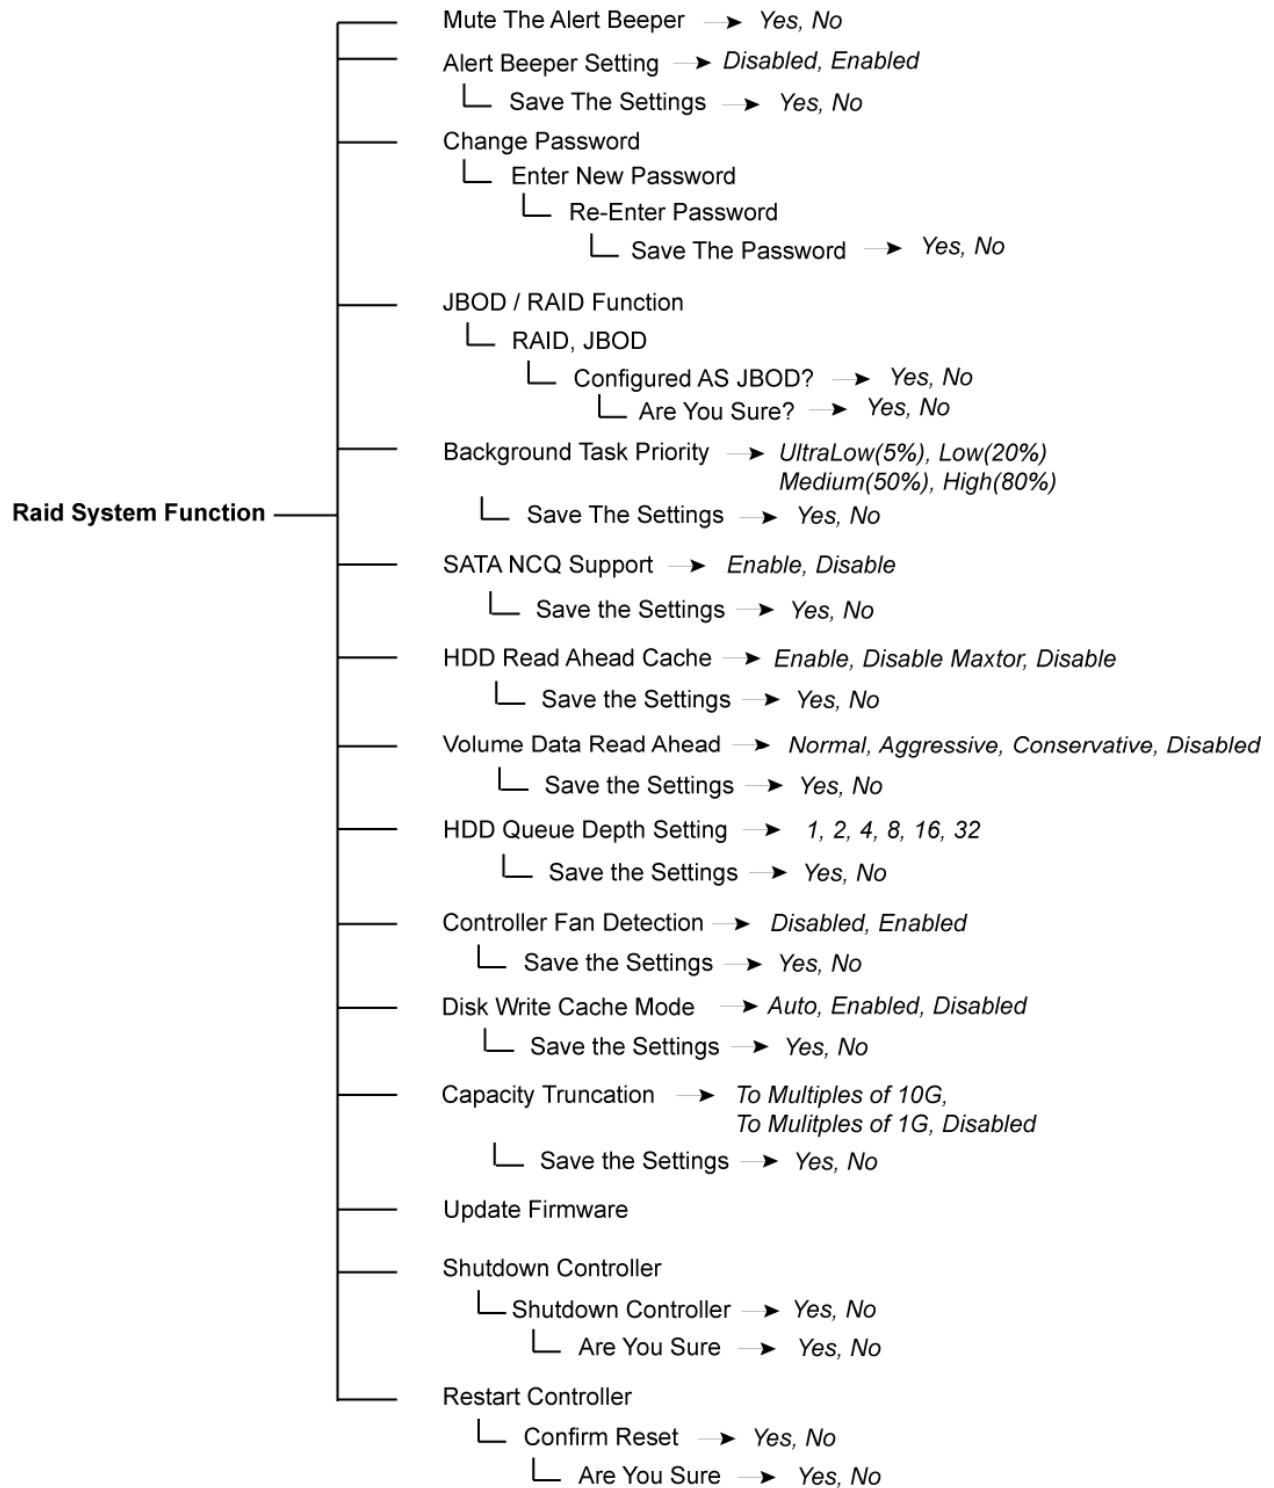 Mute The Alert Beeper Yes, No
Alert Beeper Setting Disabled, Enabled
Save The Settings Yes, No
Change Password
Enter New Password
Re-Enter Password
Save The Password Yes, No
JBOD / RAID Function
RAID, JBOD
Configured AS JBOD? Yes, No
Are You Sure? Yes, No
Background Task Priority UltraLow(5%), Low(20%)
Medium(50%), High(80%)
Raid System Function
Save The Settings Yes, No
SATA NCQ Support Enable, Disable
Save the Settings Yes, No
HDD Read Ahead Cache Enable, Disable Maxtor, Disable
Save the Settings Yes, No
Volume Data Read Ahead Normal, Aggressive, Conservative, Disabled
Save the Settings Yes, No
HDD Queue Depth Setting 1, 2, 4, 8, 16, 32
Save the Settings Yes, No
Controller Fan Detection Disabled, Enabled
Save the Settings Yes, No
Disk Write Cache Mode Auto, Enabled, Disabled
Save the Settings Yes, No
Capacity Truncation To Multiples of 10G,
To Mulitples of 1G, Disabled
Save the Settings Yes, No
Update Firmware
Shutdown Controller
Shutdown Controller Yes, No
Are You Sure Yes, No
Restart Controller
Confirm Reset Yes, No
Are You Sure Yes, No